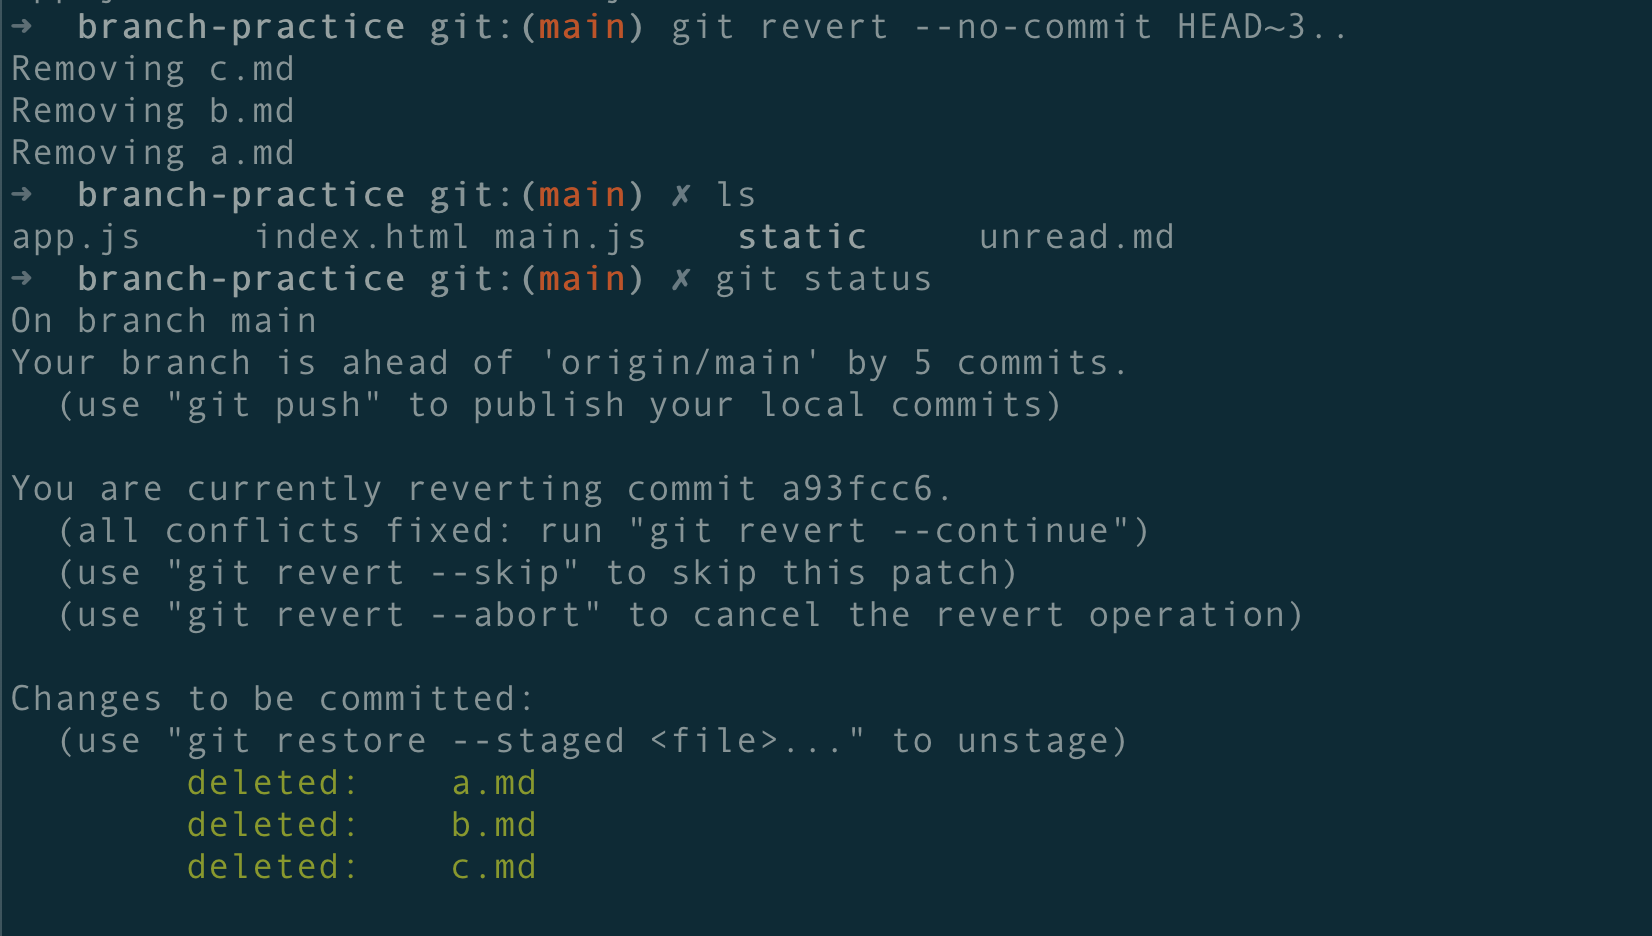 ➜  branch-practice git:(main) git revert --no-commit HEAD~3..
Removing c.md
Removing b.md
Removing a.md
➜  branch-practice git:(main) ✗ ls
app.js     index.html main.js    static     unread.md
➜  branch-practice git:(main) ✗ git status
On branch main
Your branch is ahead of 'origin/main' by 5 commits.
  (use "git push" to publish your local commits)

You are currently reverting commit a93fcc6.
  (all conflicts fixed: run "git revert --continue")
  (use "git revert --skip" to skip this patch)
  (use "git revert --abort" to cancel the revert operation)

Changes to be committed:
  (use "git restore --staged <file>..." to unstage)
        deleted:    a.md
        deleted:    b.md
        deleted:    c.md